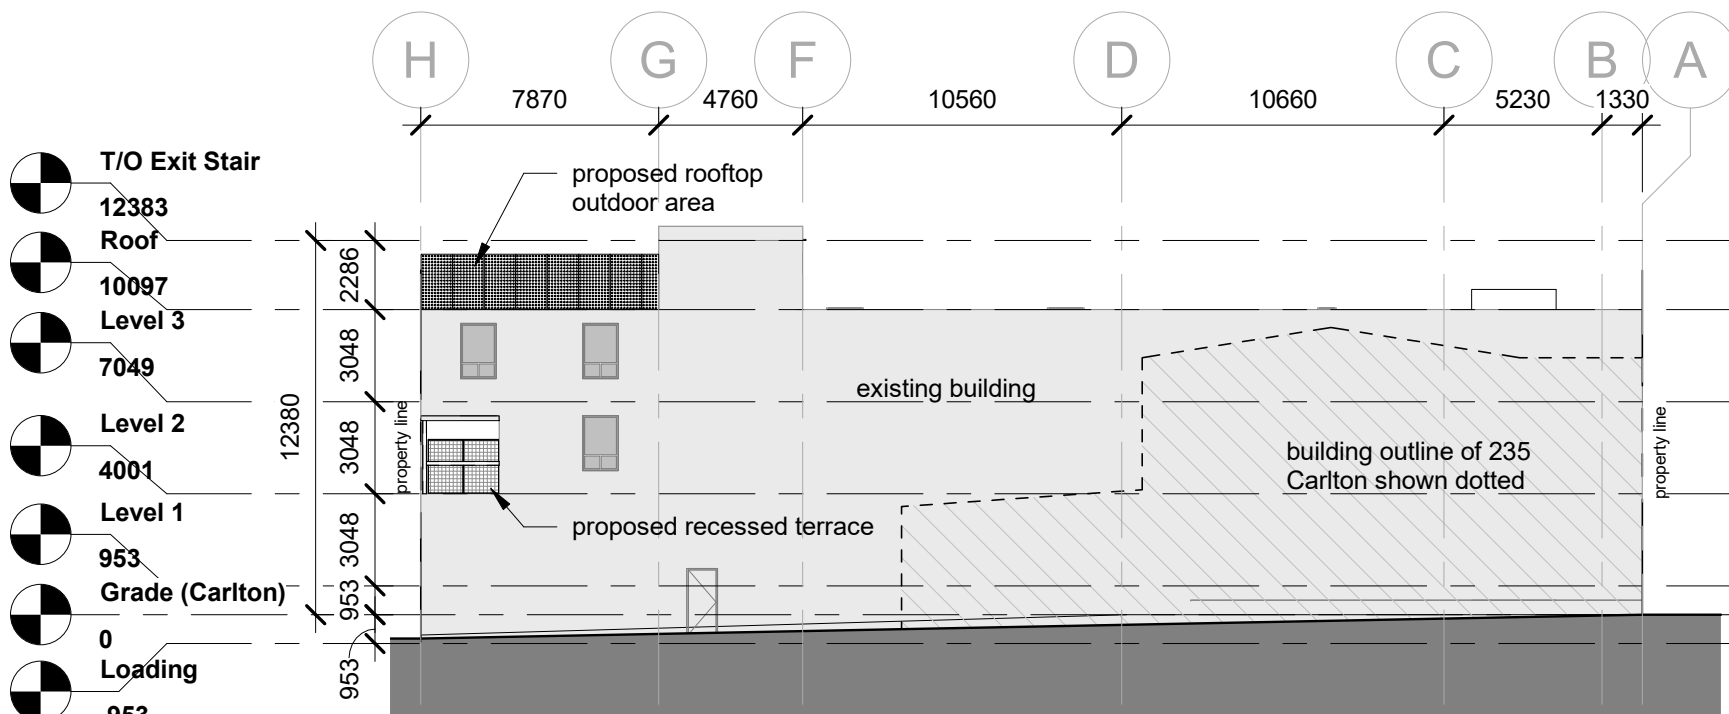 H G F D C B A
7870 4760 10560 10660 5230 1330
T/O Exit Stair
12383
Roof
10097
Level 3
7049
Level 2
4001
Level 1
953
Grade (Carlton)
0
Loading
-953
12380
2286
3048
3048
3048
953
953
property line
proposed rooftop
outdoor area
existing building
proposed recessed terrace
building outline of 235
Carlton shown dotted
property line